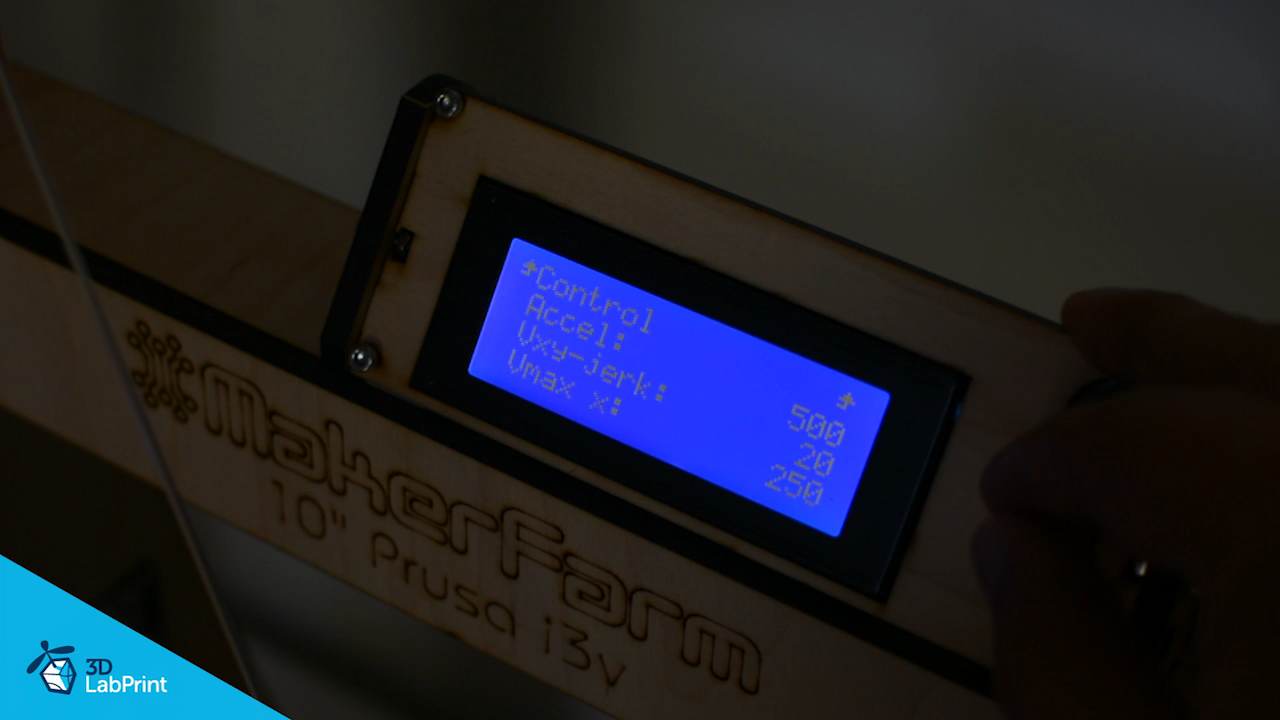 Control
Accel: 500
Vxy-jerk: 20
Vmax x: 250
MakerFarm
10" Prusa i3v
3D
LabPrint